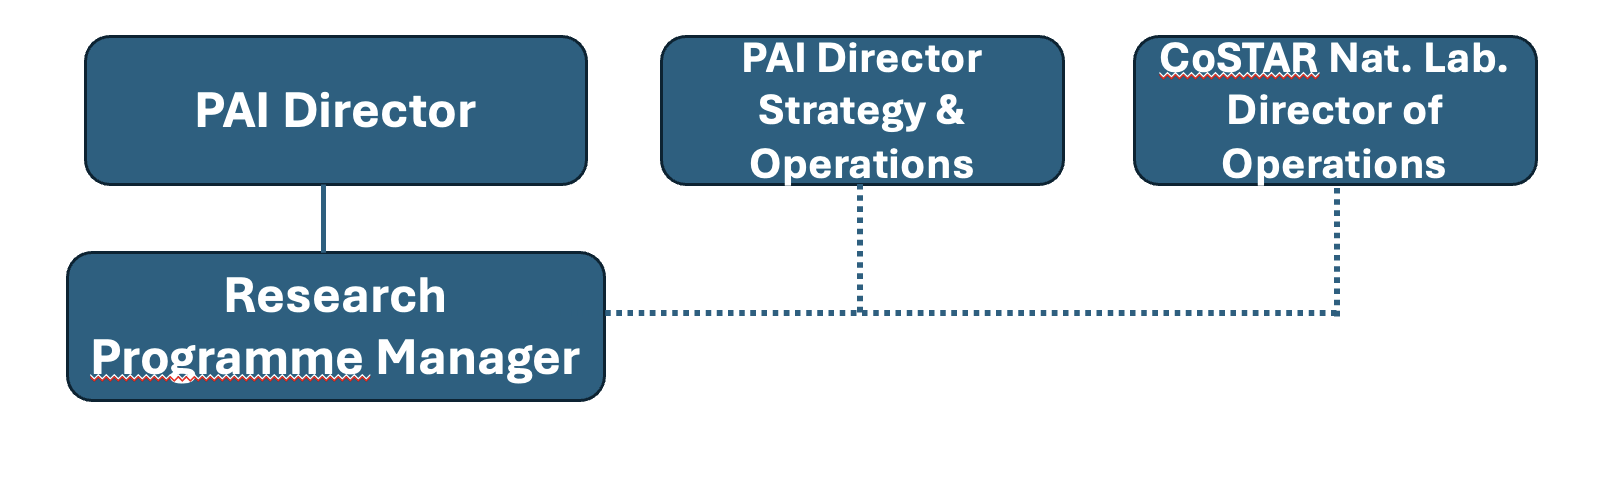 PAI Director
PAI Director
Strategy &
Operations
CoSTAR Nat. Lab.
Director of
Operations
Research
Programme Manager